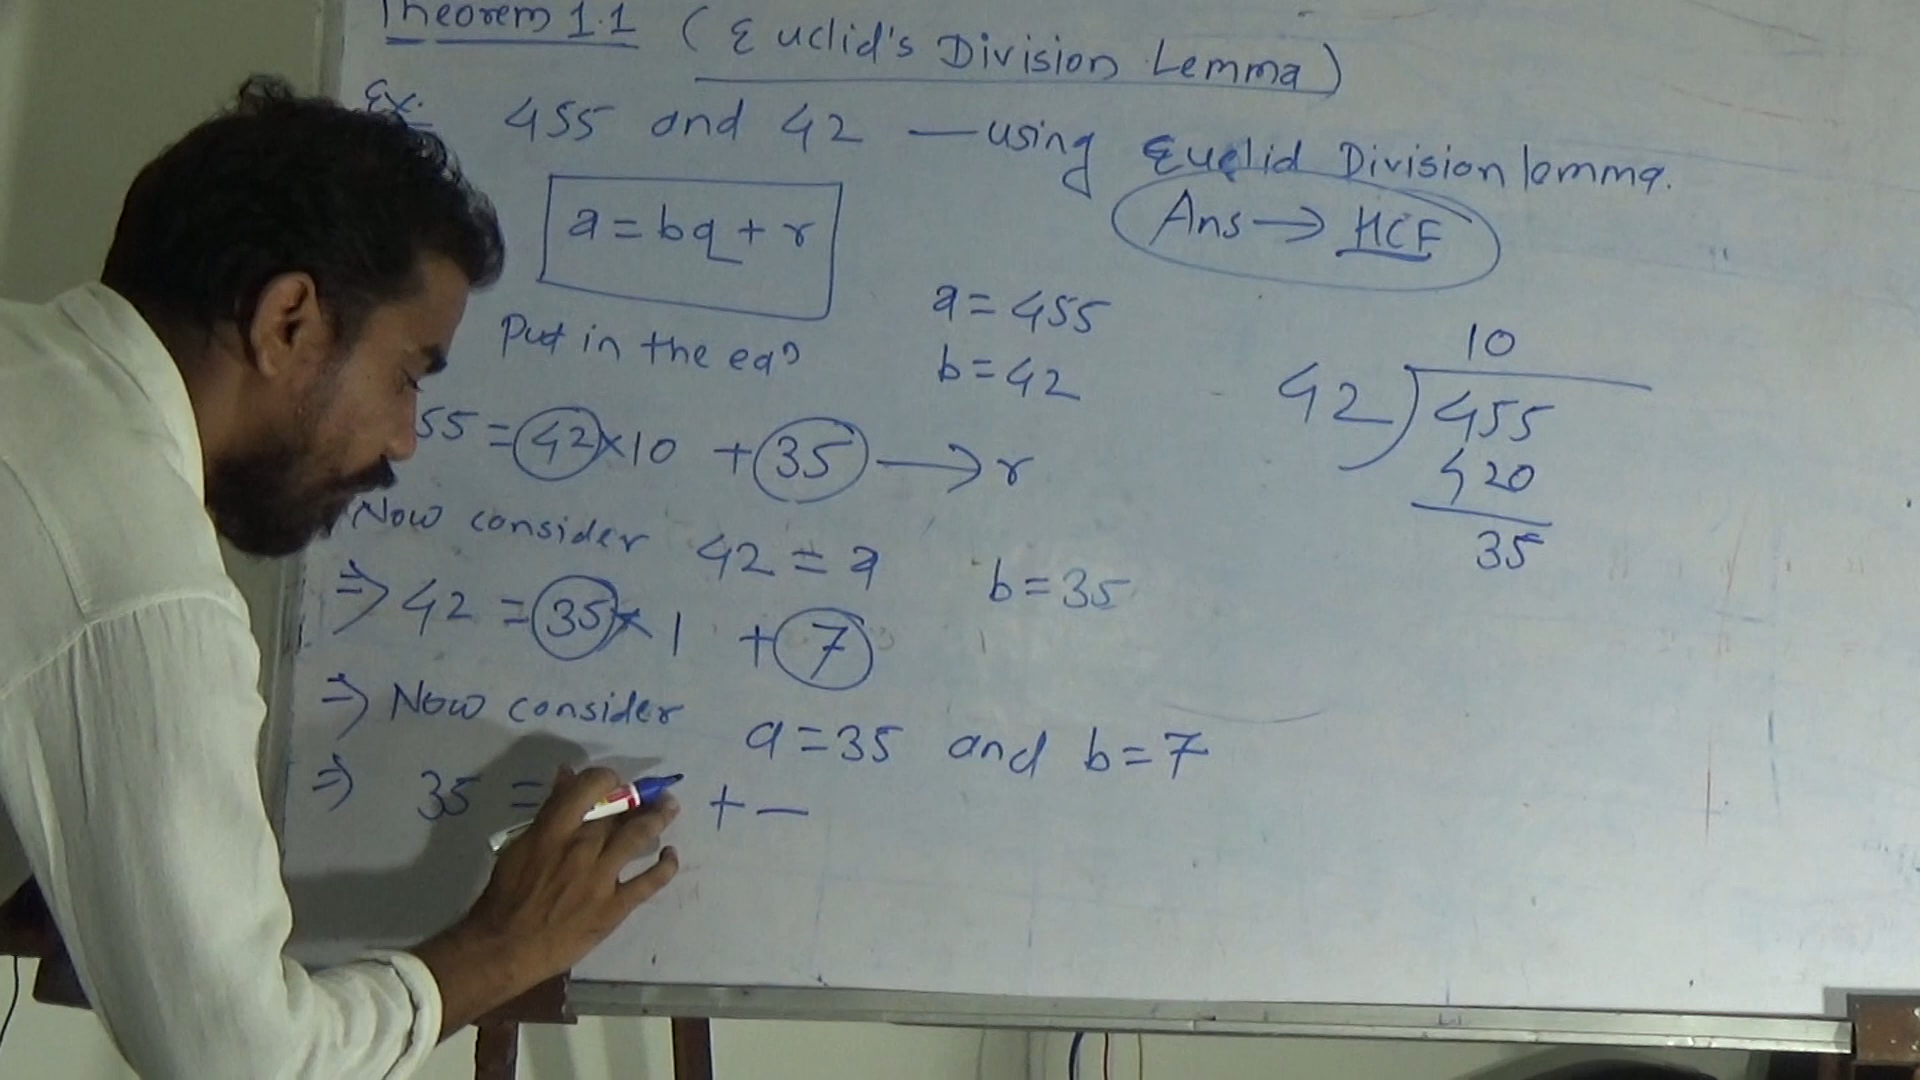 Theorem 1.1 (Euclid's Division Lemma)
Ex. 455 and 42 — using Euclid Division lemma.
a = bq + r
Ans → HCF
Put in the eqn
a = 455
b = 42
55 = 42 × 10 + 35 → r
10
42 ) 455
420
35
Now consider 42 = a b = 35
⇒ 42 = 35 × 1 + 7
⇒ Now consider a = 35 and b = 7
⇒ 35 = + —